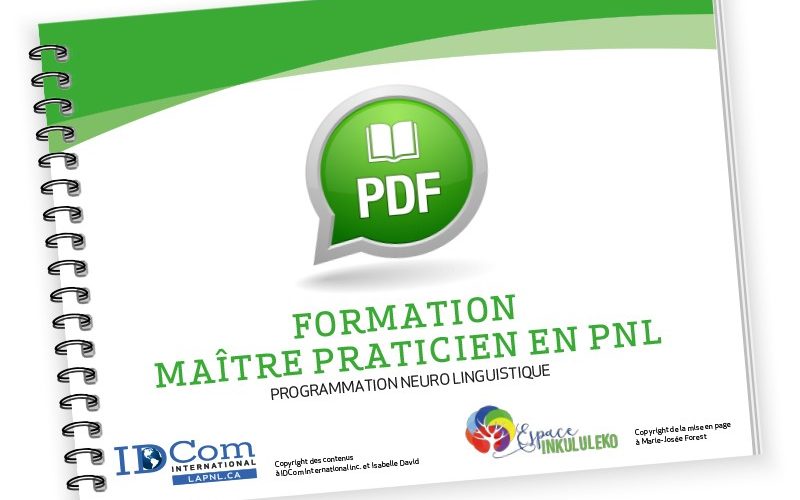 PDF
FORMATION
MAÎTRE PRATICIEN EN PNL
PROGRAMMATION NEURO LINGUISTIQUE
IDCom
INTERNATIONAL
LAPNL.CA
Copyright des contenus
à IDCom International inc. et Isabelle David
Espace
INKULULEKO
Copyright de la mise en page
à Marie-Josée Forest